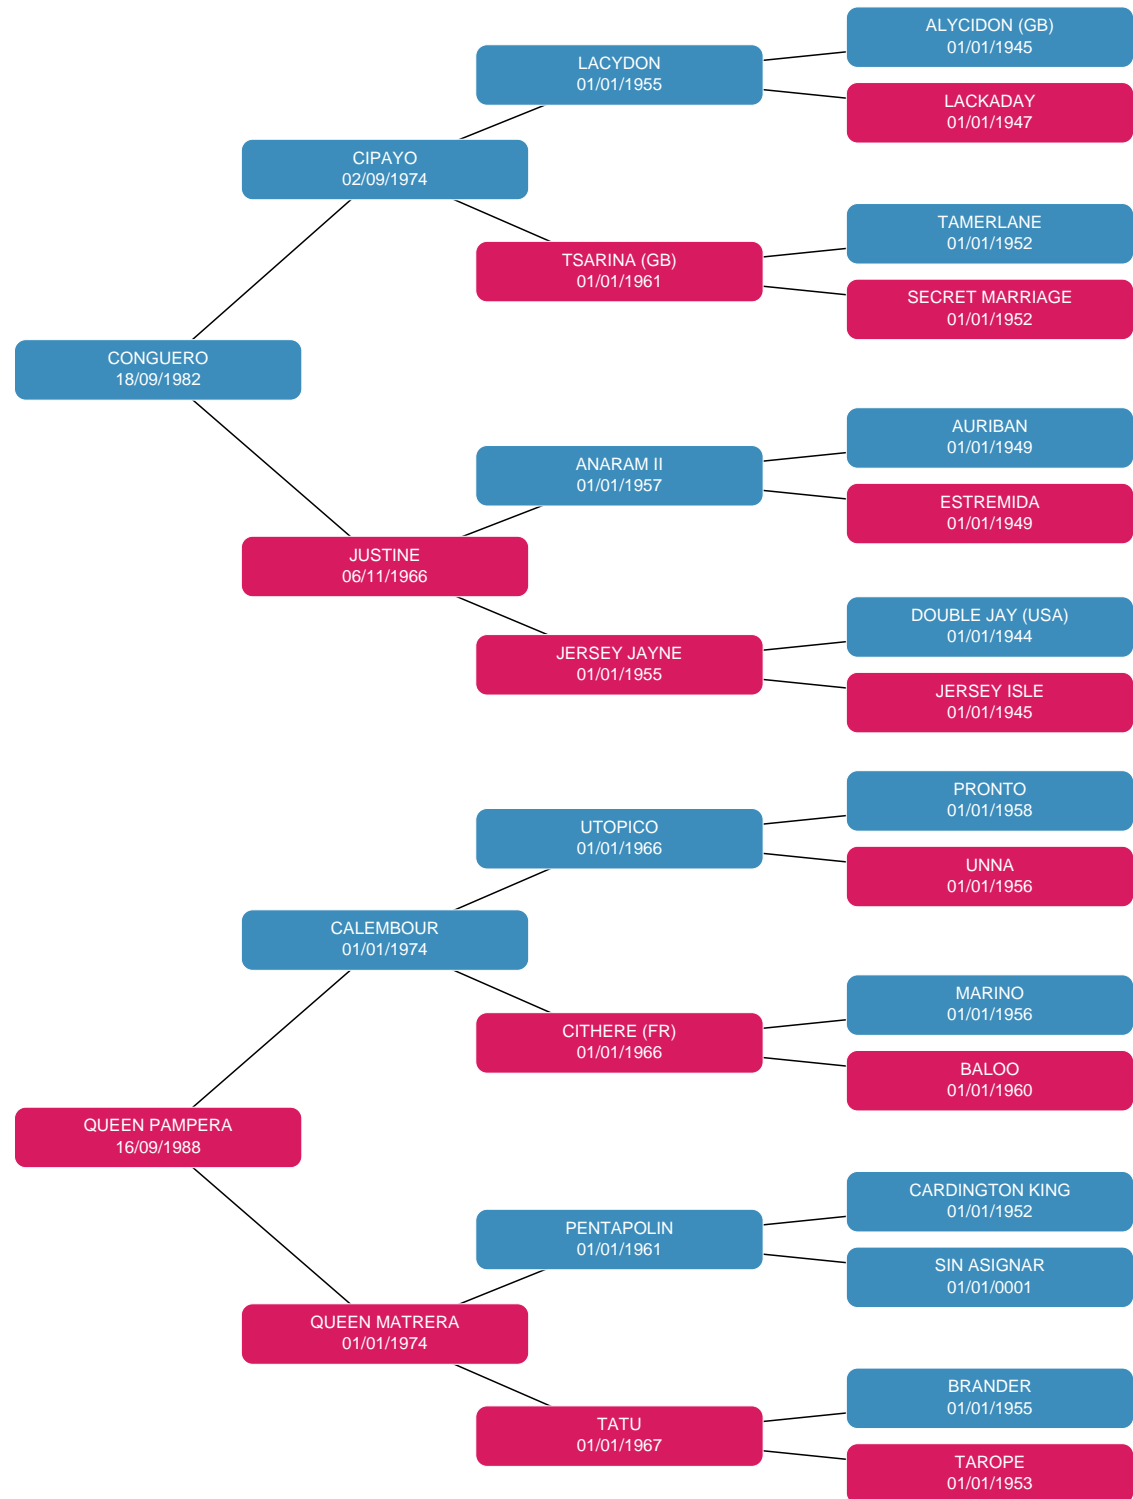 ALYCIDON (GB)
01/01/1945
LACYDON
01/01/1955
LACKADAY
01/01/1947
CIPAYO
02/09/1974
TAMERLANE
01/01/1952
TSARINA (GB)
01/01/1961
SECRET MARRIAGE
01/01/1952
CONGUERO
18/09/1982
AURIBAN
01/01/1949
ANARAM II
01/01/1957
ESTREMIDA
01/01/1949
JUSTINE
06/11/1966
DOUBLE JAY (USA)
01/01/1944
JERSEY JAYNE
01/01/1955
JERSEY ISLE
01/01/1945
PRONTO
01/01/1958
UTOPICO
01/01/1966
UNNA
01/01/1956
CALEMBOUR
01/01/1974
MARINO
01/01/1956
CITHERE (FR)
01/01/1966
BALOO
01/01/1960
QUEEN PAMPERA
16/09/1988
CARDINGTON KING
01/01/1952
PENTAPOLIN
01/01/1961
SIN ASIGNAR
01/01/0001
QUEEN MATRERA
01/01/1974
BRANDER
01/01/1955
TATU
01/01/1967
TAROPE
01/01/1953